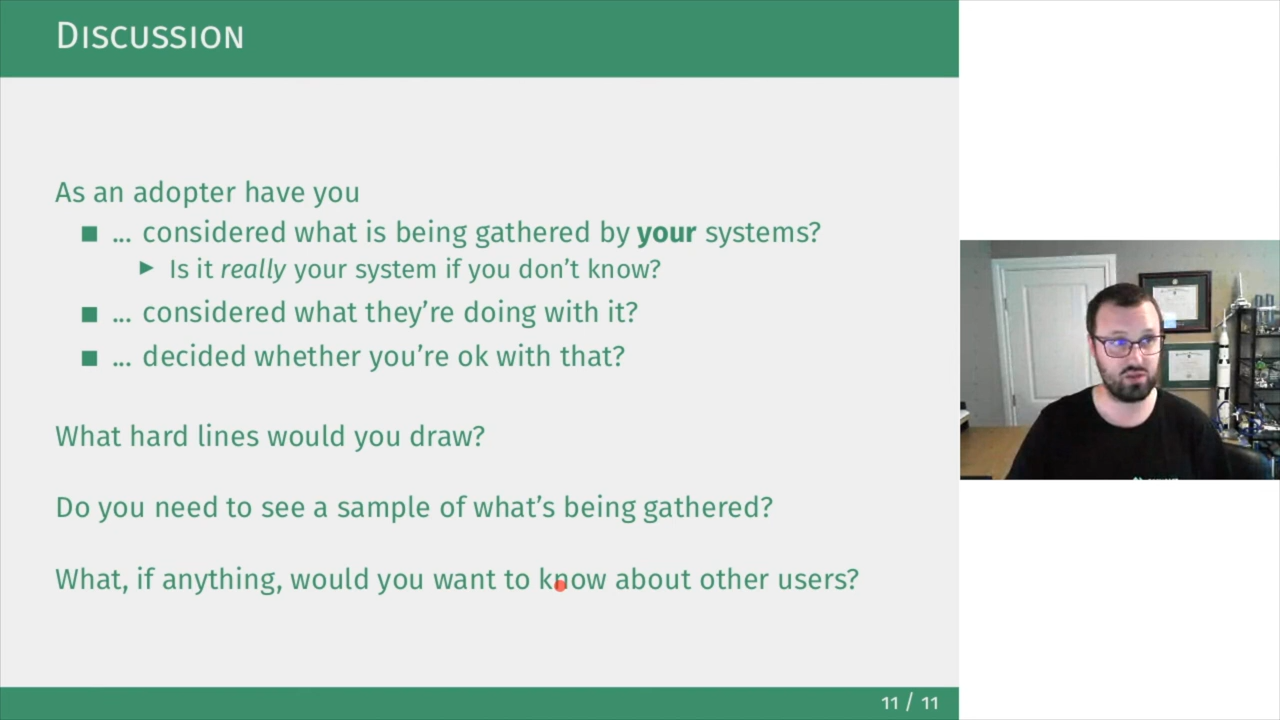 Discussion
As an adopter have you
■ ... considered what is being gathered by your systems?
▶ Is it really your system if you don't know?
■ ... considered what they're doing with it?
■ ... decided whether you're ok with that?
What hard lines would you draw?
Do you need to see a sample of what's being gathered?
What, if anything, would you want to know about other users?
11 / 11